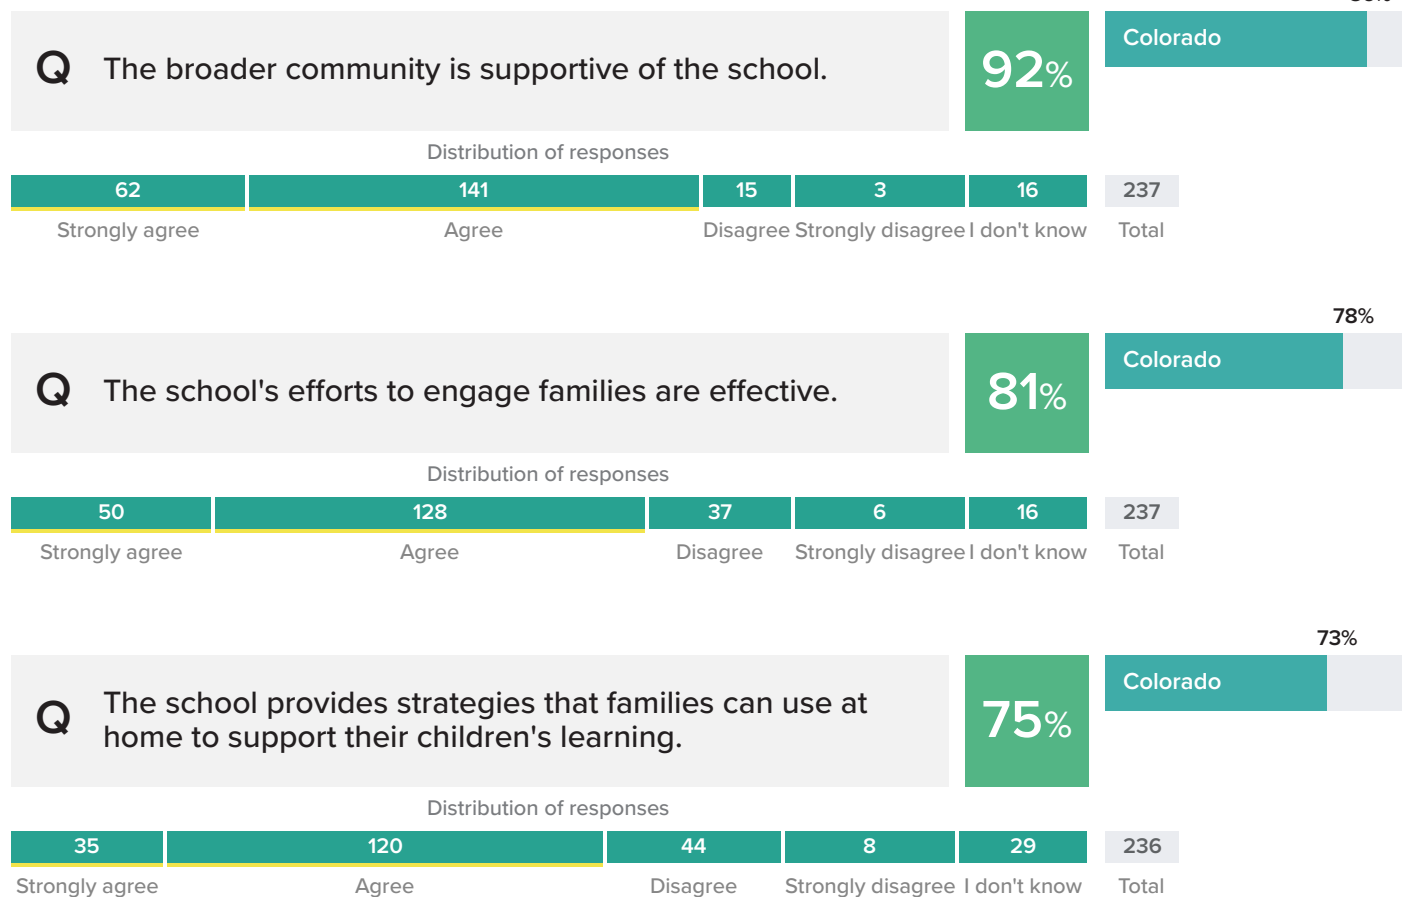 Q The broader community is supportive of the school. 92% Colorado
Distribution of responses
62 141 15 3 16 237
Strongly agree Agree Disagree Strongly disagree I don't know Total
78%
Q The school's efforts to engage families are effective. 81% Colorado
Distribution of responses
50 128 37 6 16 237
Strongly agree Agree Disagree Strongly disagree I don't know Total
73%
Colorado
Q The school provides strategies that families can use at
home to support their children's learning. 75%
Distribution of responses
35 120 44 8 29 236
Strongly agree Agree Disagree Strongly disagree I don't know Total